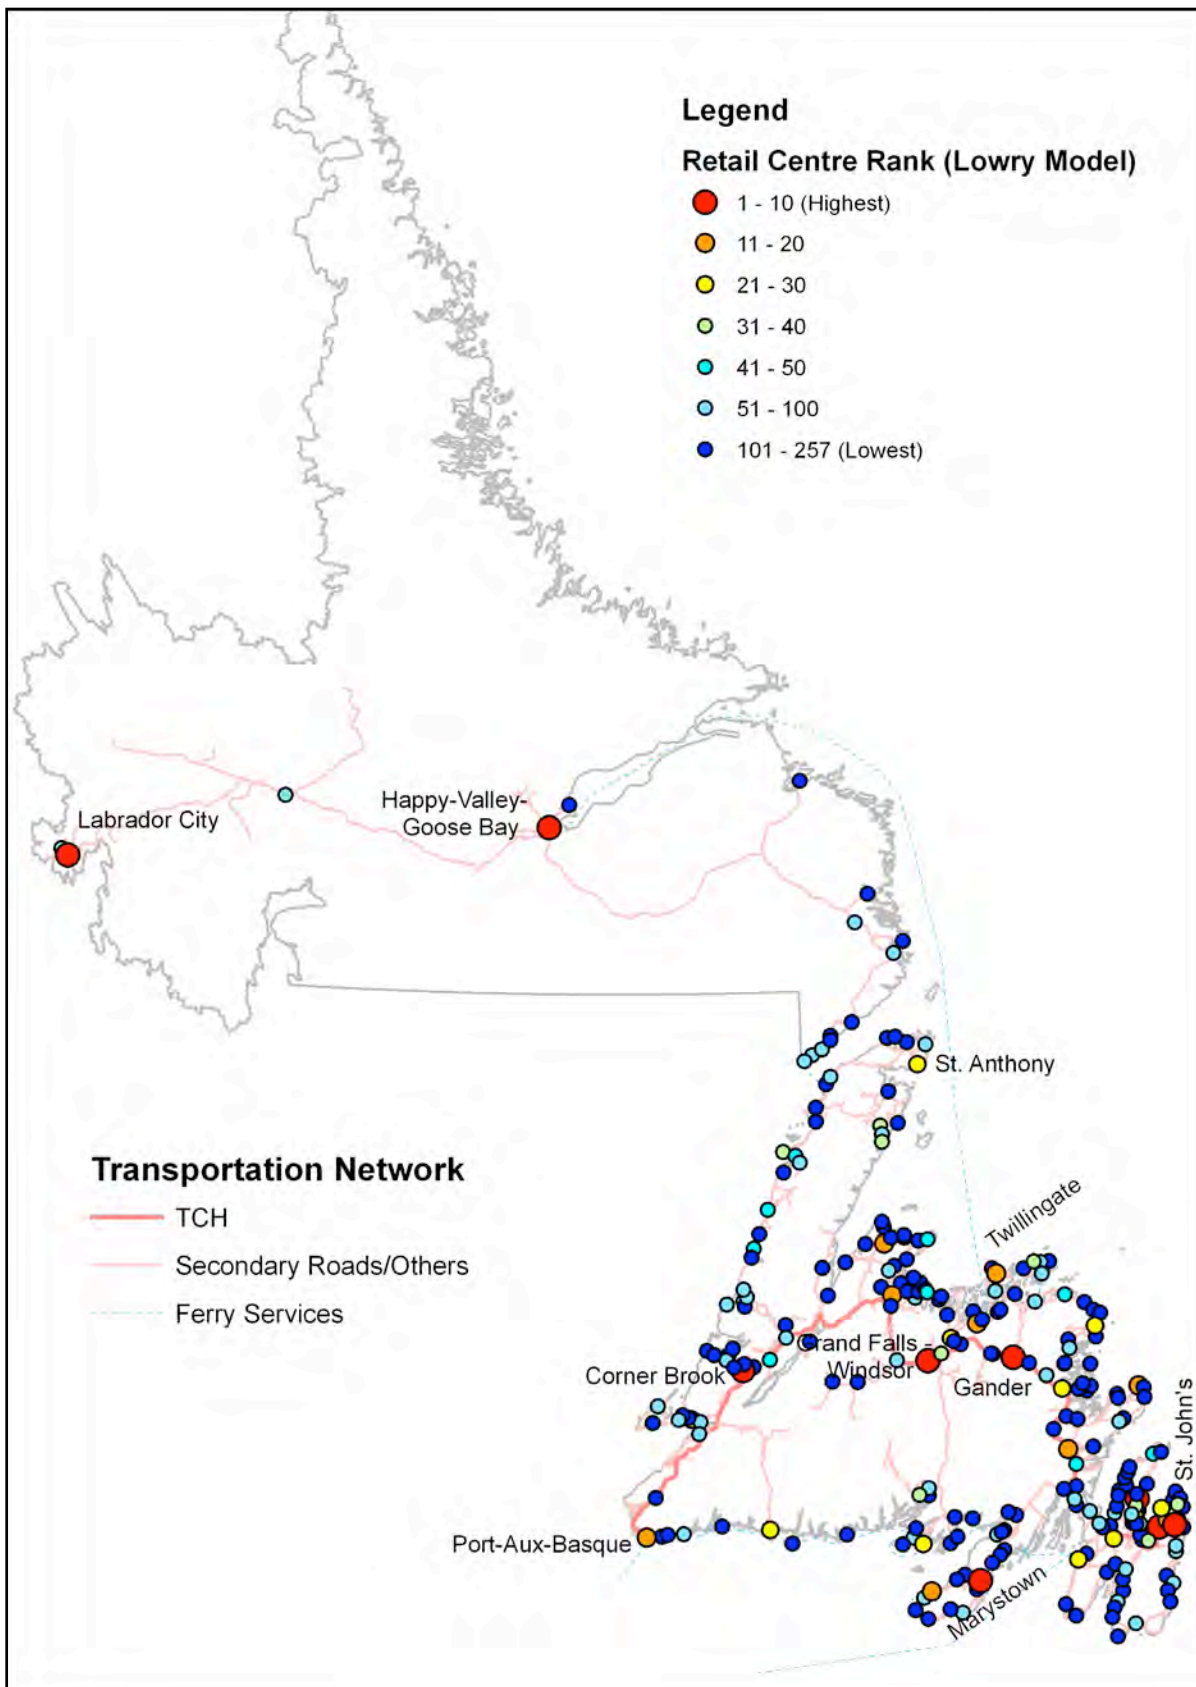 Legend
Retail Centre Rank (Lowry Model)
1 - 10 (Highest)
11 - 20
21 - 30
31 - 40
41 - 50
51 - 100
101 - 257 (Lowest)
Labrador City
Happy-Valley-
Goose Bay
St. Anthony
Transportation Network
TCH
Secondary Roads/Others
Ferry Services
Twillingate
Grand Falls -
Windsor
Corner Brook
Gander
St. John's
Port-Aux-Basque
Marystown